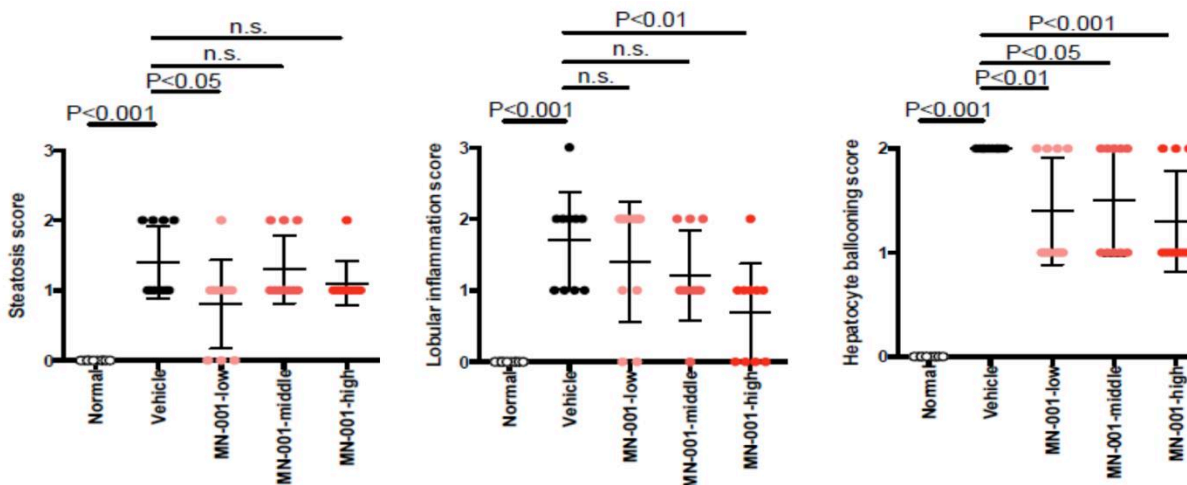 n.s.
n.s.
P<0.05
P<0.001
Steatosis score
3
2
1
0
Normal
Vehicle
MN-001-low
MN-001-middle
MN-001-high
P<0.01
n.s.
n.s.
P<0.001
Lobular inflammation score
3
2
1
0
Normal
Vehicle
MN-001-low
MN-001-middle
MN-001-high
P<0.001
P<0.05
P<0.01
P<0.001
Hepatocyte ballooning score
2
1
0
Normal
Vehicle
MN-001-low
MN-001-middle
MN-001-high